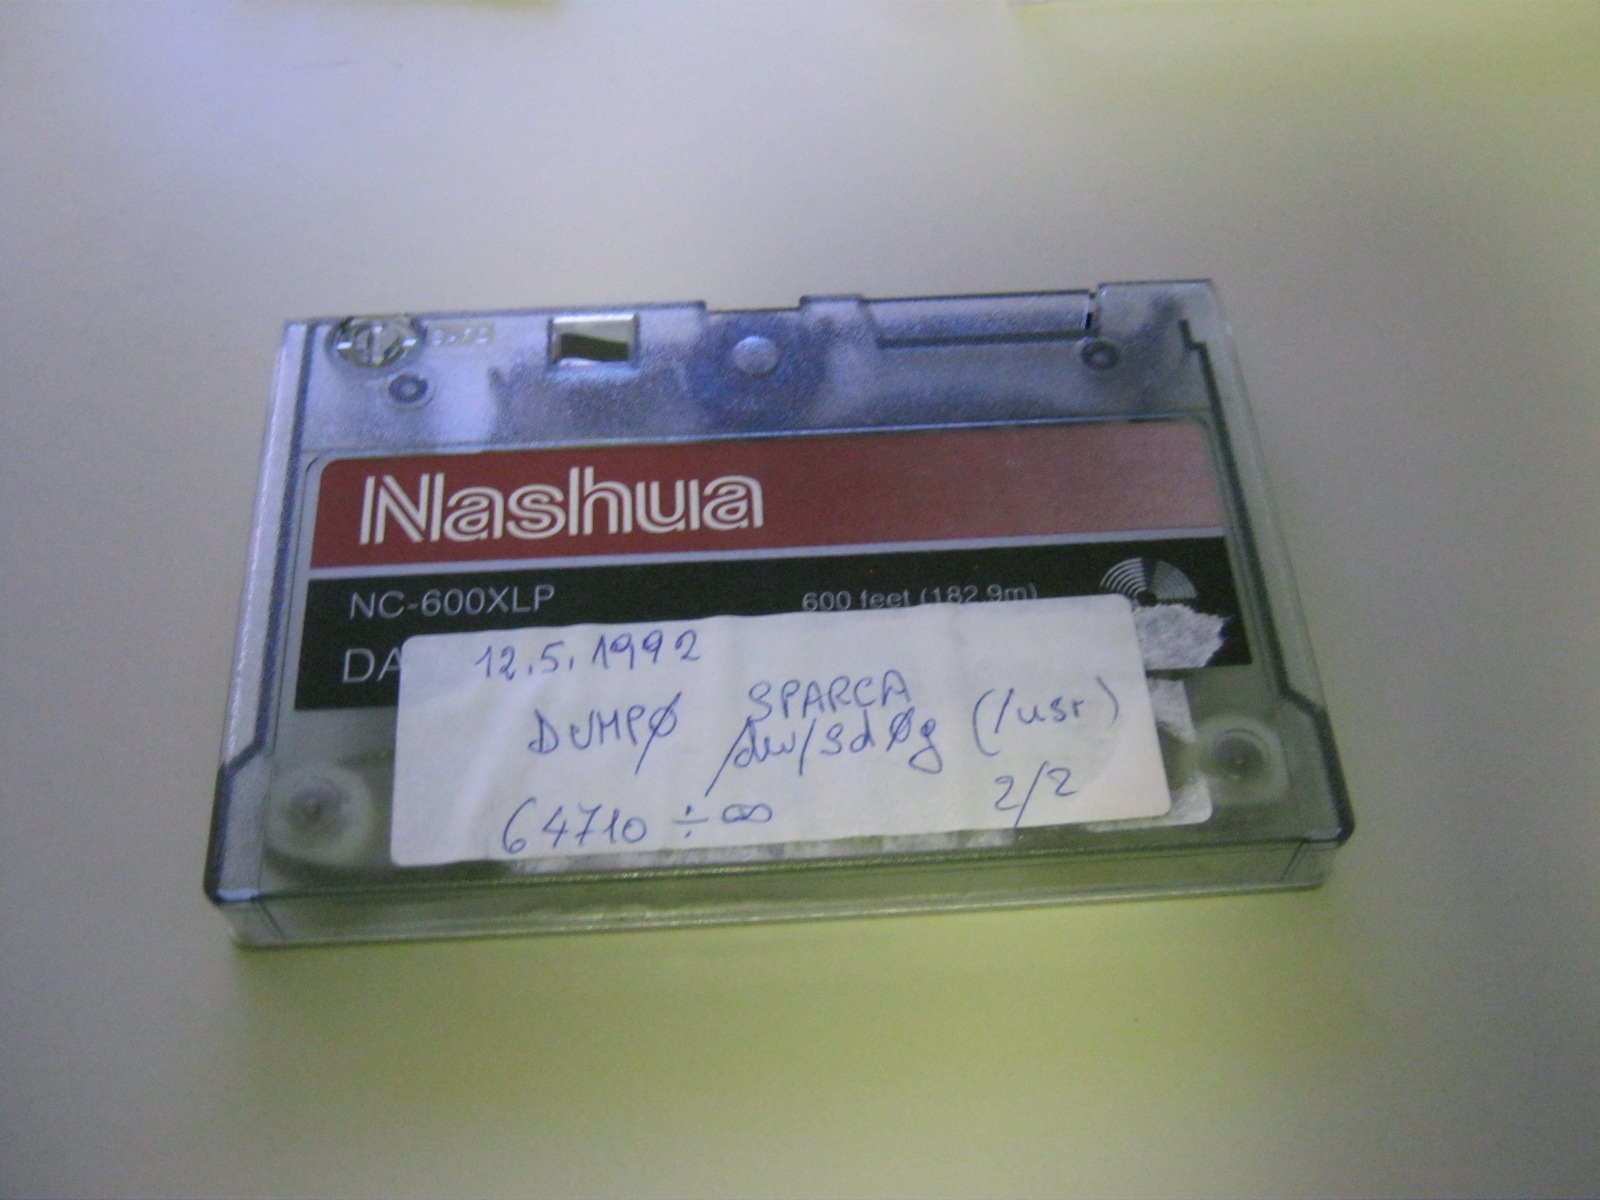 Nashua
NC-600XLP 600 feet (182.9m)
DA
12.5.1992
SPARCA
DUMPØ /dev/sdØg (/usr)
64710 ÷ ∞ 2/2